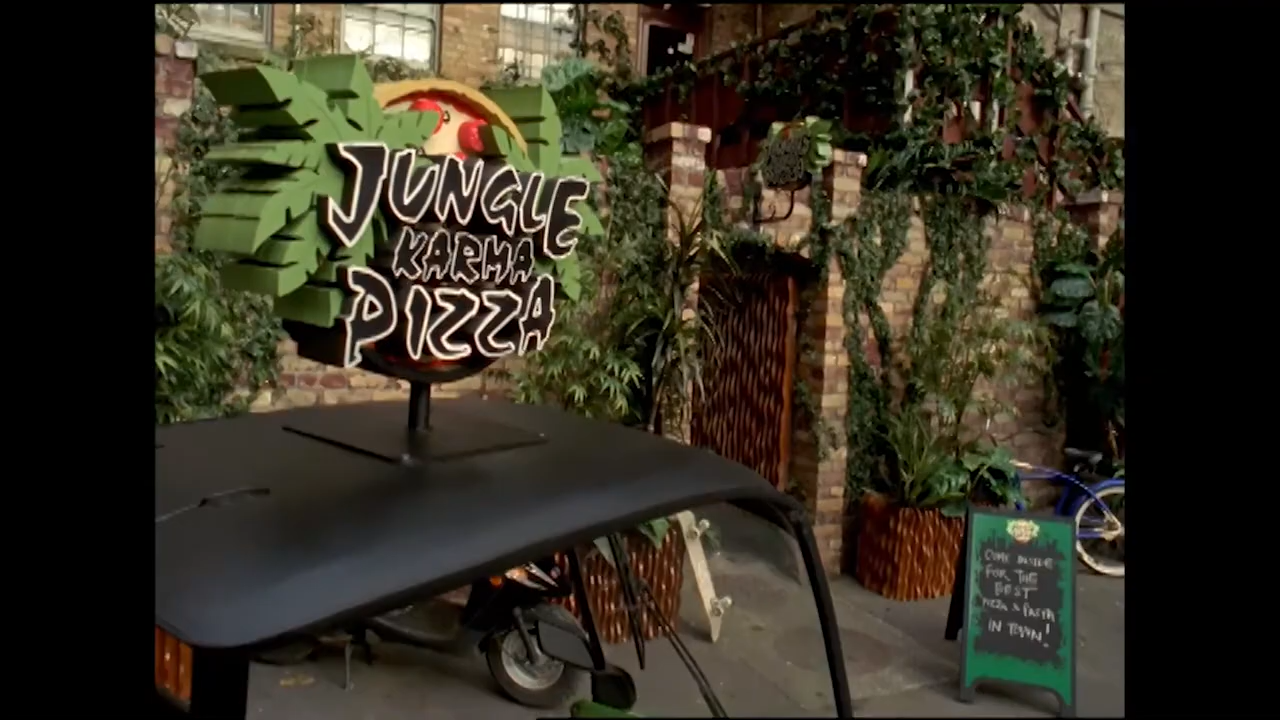 JUNGLE
KARMA
PIZZA
COME INSIDE
FOR THE
BEST
PIZZA & PASTA
IN TOWN!